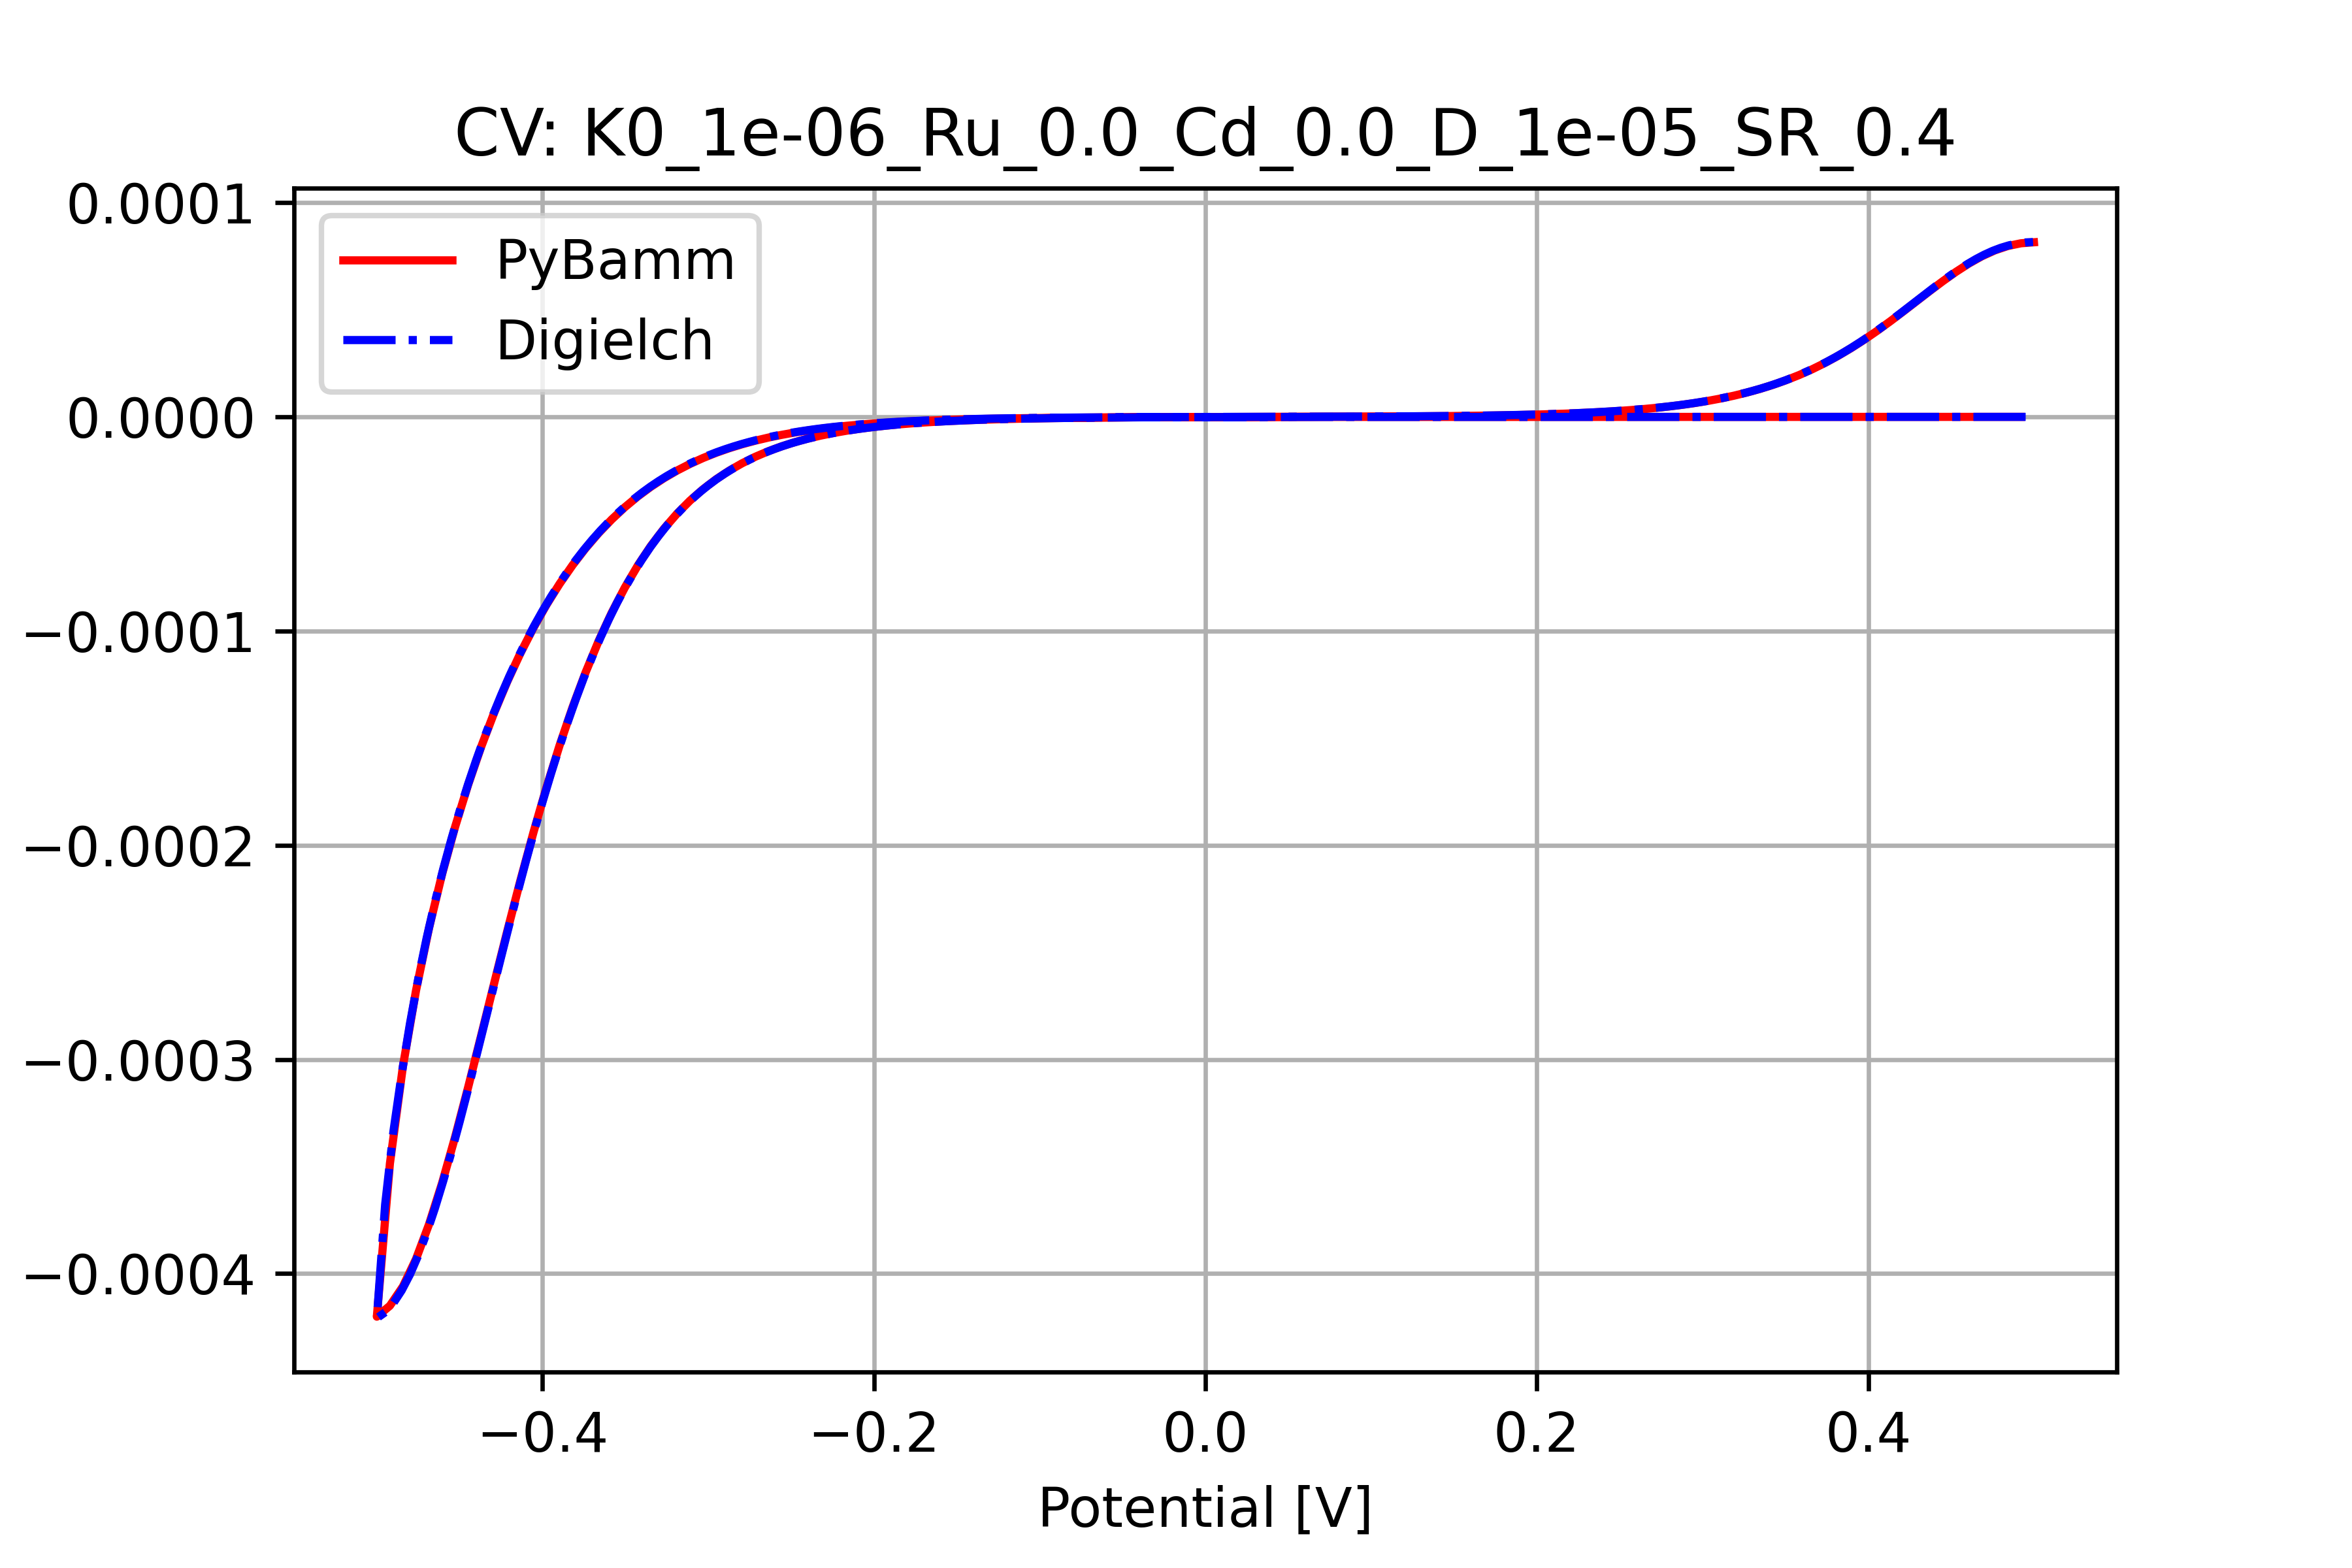 CV: K0_1e-06_Ru_0.0_Cd_0.0_D_1e-05_SR_0.4
0.0001
0.0000
−0.0001
−0.0002
−0.0003
−0.0004
PyBamm
Digielch
−0.4
−0.2
0.0
0.2
0.4
Potential [V]